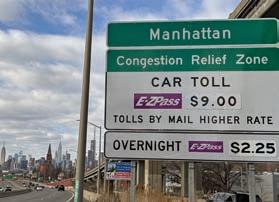 Manhattan
Congestion Relief Zone
CAR TOLL
E-ZPass $9.00
TOLLS BY MAIL HIGHER RATE
OVERNIGHT E-ZPass $2.25